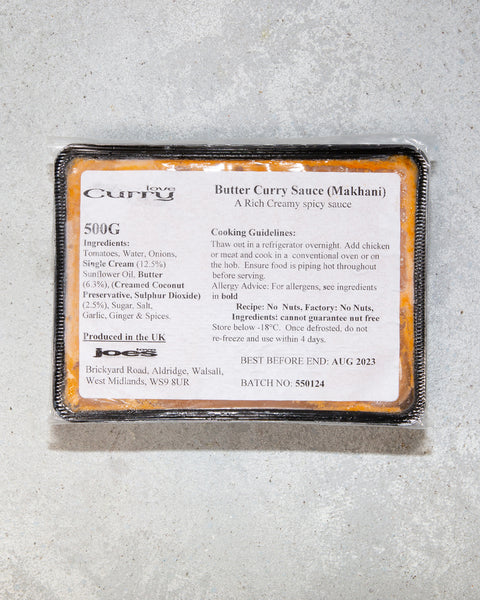 love
Curry
Butter Curry Sauce (Makhani)
A Rich Creamy spicy sauce
500G
Ingredients:
Tomatoes, Water, Onions,
Single Cream (12.5%)
Sunflower Oil, Butter
(6.3%), (Creamed Coconut
Preservative, Sulphur Dioxide)
(2.5%), Sugar, Salt,
Garlic, Ginger & Spices.
Produced in the UK
Joe's
Brickyard Road, Aldridge, Walsall,
West Midlands, WS9 8UR
Cooking Guidelines:
Thaw out in a refrigerator overnight. Add chicken
or meat and cook in a conventional oven or on
the hob. Ensure food is piping hot throughout
before serving.
Allergy Advice: For allergens, see ingredients
in bold
Recipe: No Nuts, Factory: No Nuts,
Ingredients: cannot guarantee nut free
Store below -18°C. Once defrosted, do not
re-freeze and use within 4 days.
BEST BEFORE END: AUG 2023
BATCH NO: 550124